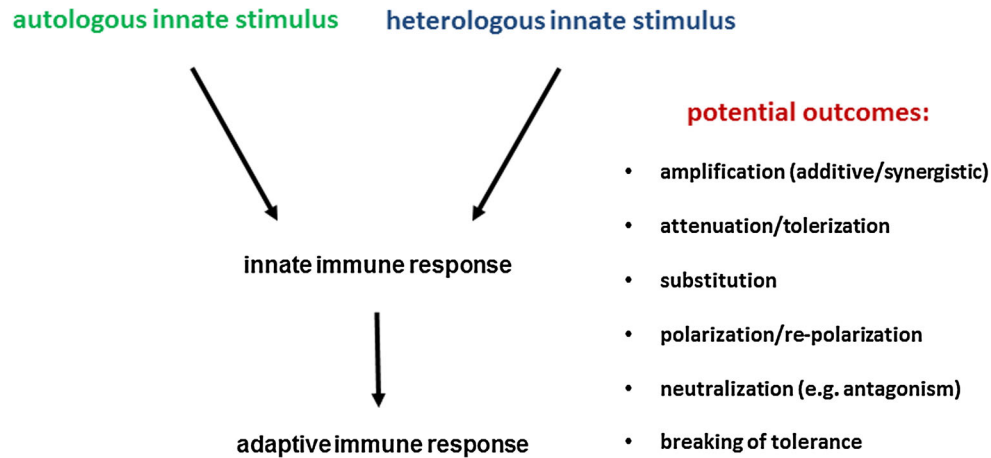 autologous innate stimulus
heterologous innate stimulus
potential outcomes:
• amplification (additive/synergistic)
• attenuation/tolerization
innate immune response
• substitution
• polarization/re-polarization
• neutralization (e.g. antagonism)
adaptive immune response
• breaking of tolerance